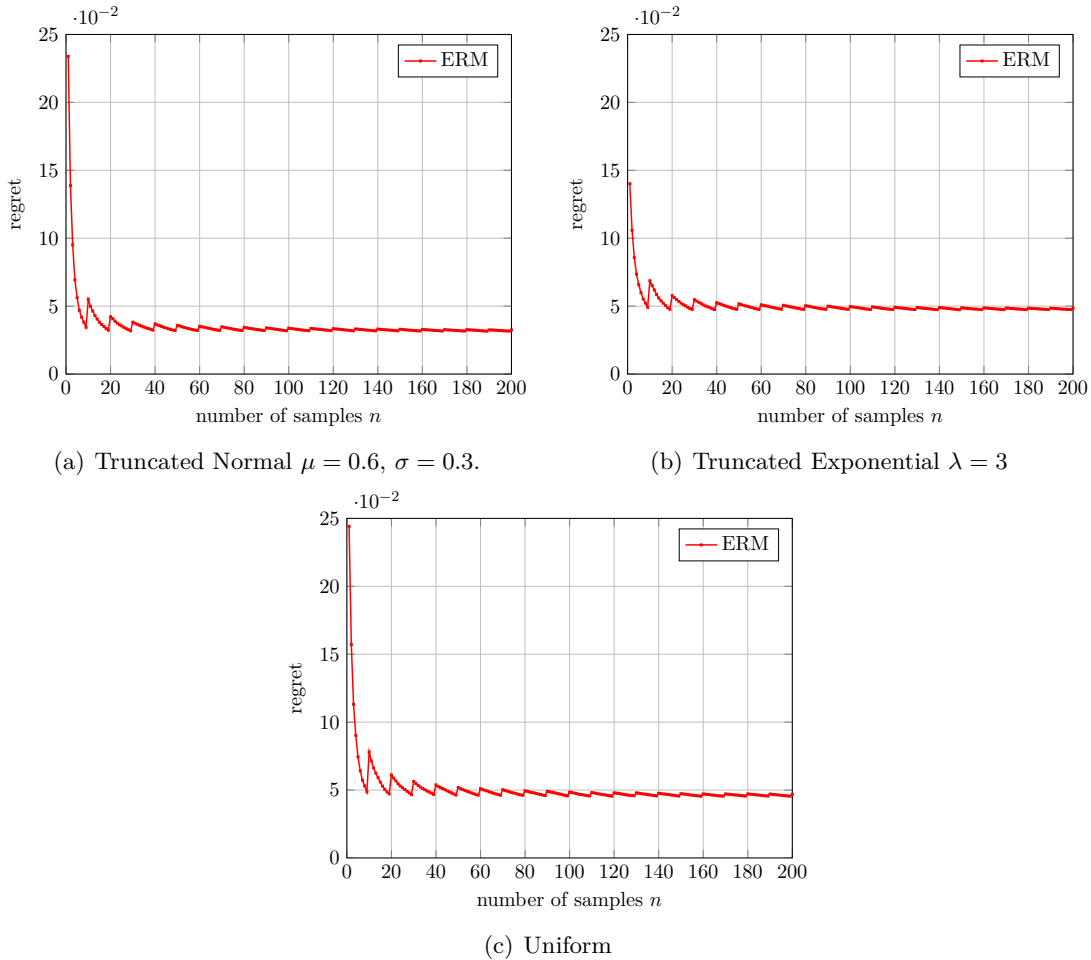 ·10⁻²
25
20
15
10
5
0
regret
ERM
0 20 40 60 80 100 120 140 160 180 200
number of samples n
(a) Truncated Normal μ = 0.6, σ = 0.3.
·10⁻²
25
20
15
10
5
0
regret
ERM
0 20 40 60 80 100 120 140 160 180 200
number of samples n
(b) Truncated Exponential λ = 3
·10⁻²
25
20
15
10
5
0
regret
ERM
0 20 40 60 80 100 120 140 160 180 200
number of samples n
(c) Uniform